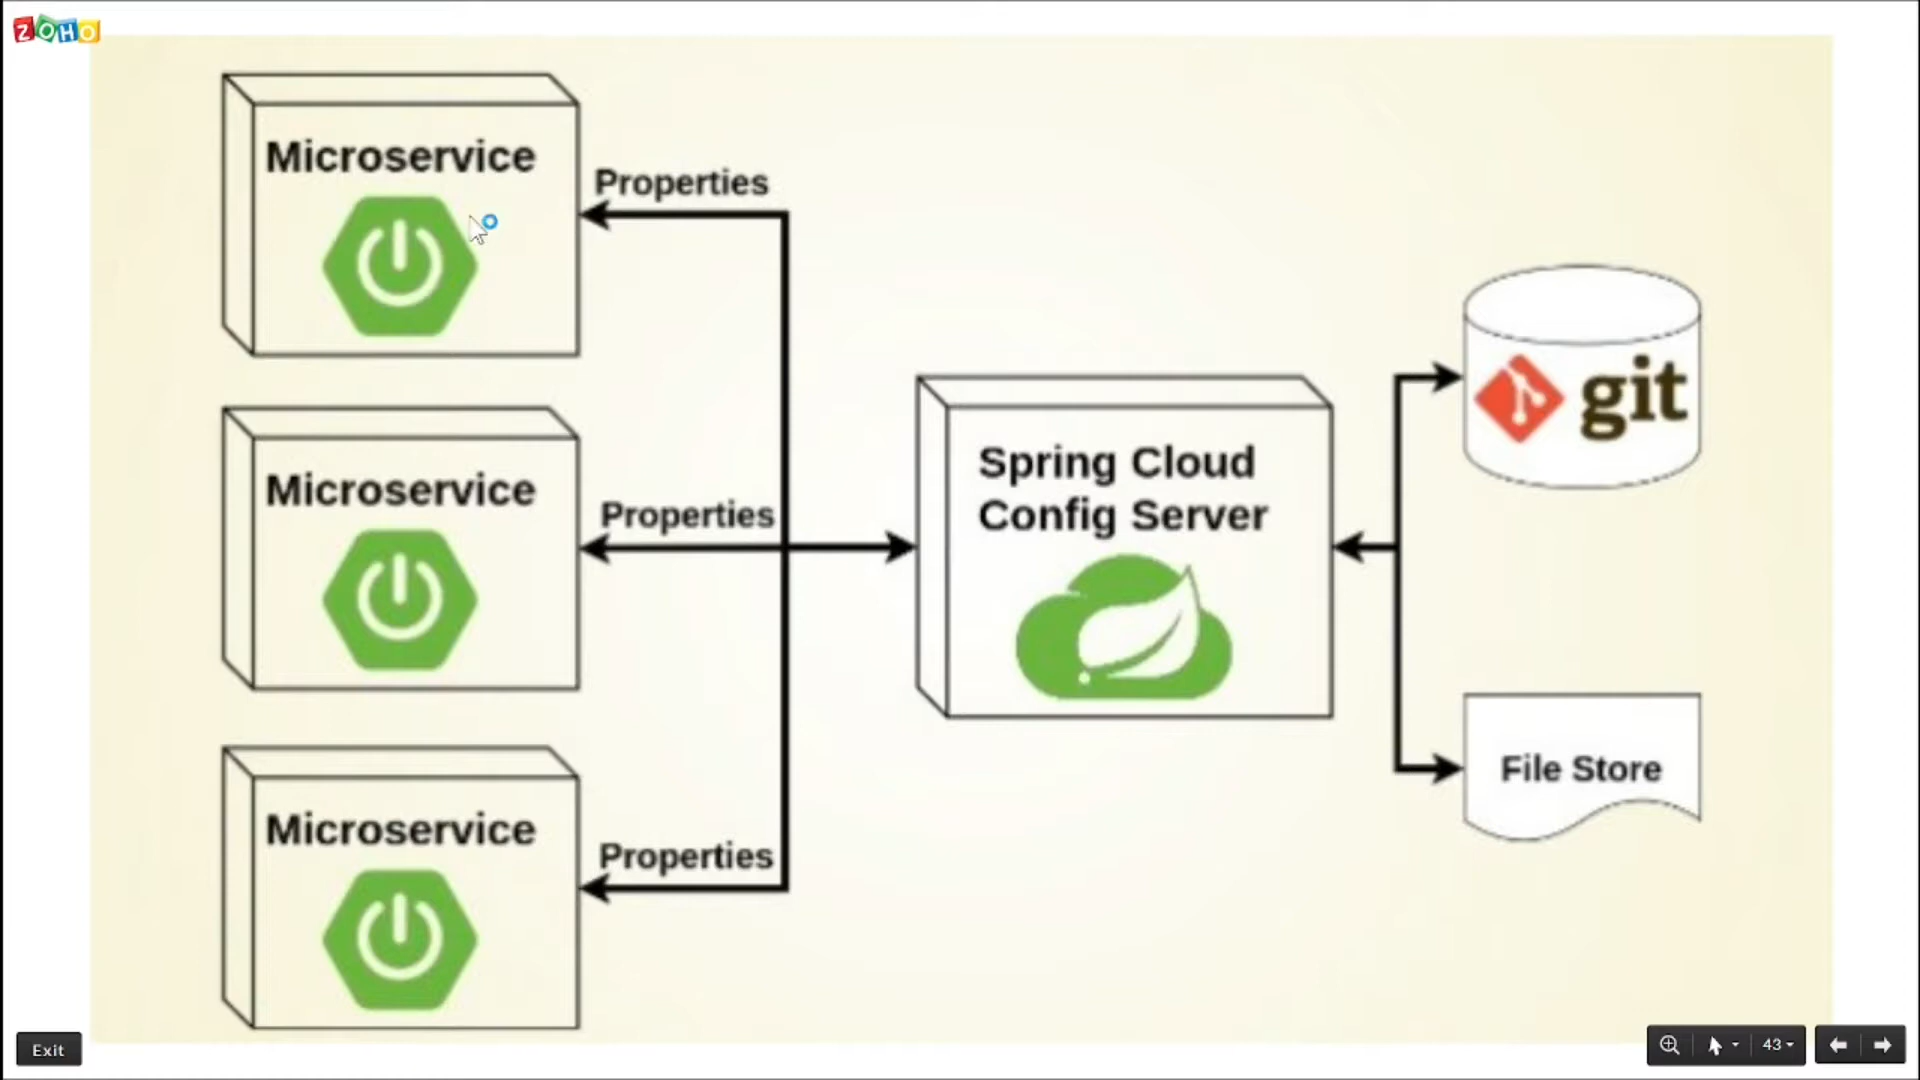 ZOHO
Microservice
Properties
Microservice
Properties
Microservice
Properties
Spring Cloud
Config Server
git
File Store
Exit
43